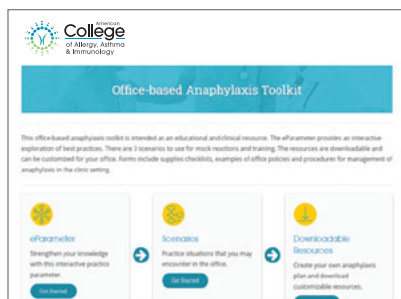 American
College
of Allergy, Asthma
& Immunology
Office-based Anaphylaxis Toolkit
This office-based anaphylaxis toolkit is intended as an educational and clinical resource. The eParameter provides an interactive
exploration of best practices. There are 3 scenarios to use for mock reactions and training. The resources are downloadable and
can be customized for your office. Forms include supplies checklists, examples of office policies and procedures for management of
anaphylaxis in the clinic setting.
eParameter
Strengthen your knowledge
with this interactive practice
parameter.
Get Started
Scenarios
Practice situations that you may
encounter in the office.
Get Started
Downloadable
Resources
Create your own anaphylaxis
plan and download
customizable resources.